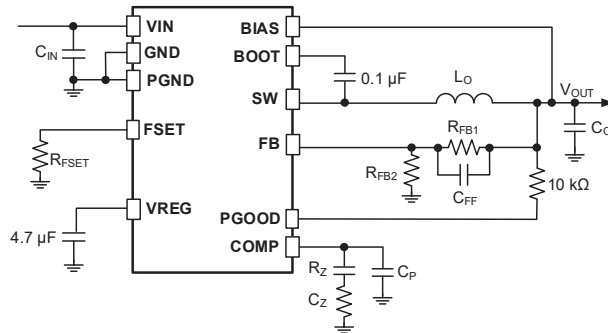 VIN
BIAS
C_IN
GND
BOOT
PGND
0.1 µF
L_O
V_OUT
SW
FSET
R_FB1
C_O
FB
R_FSET
R_FB2
C_FF
10 kΩ
VREG
PGOOD
4.7 µF
COMP
R_Z
C_P
C_Z